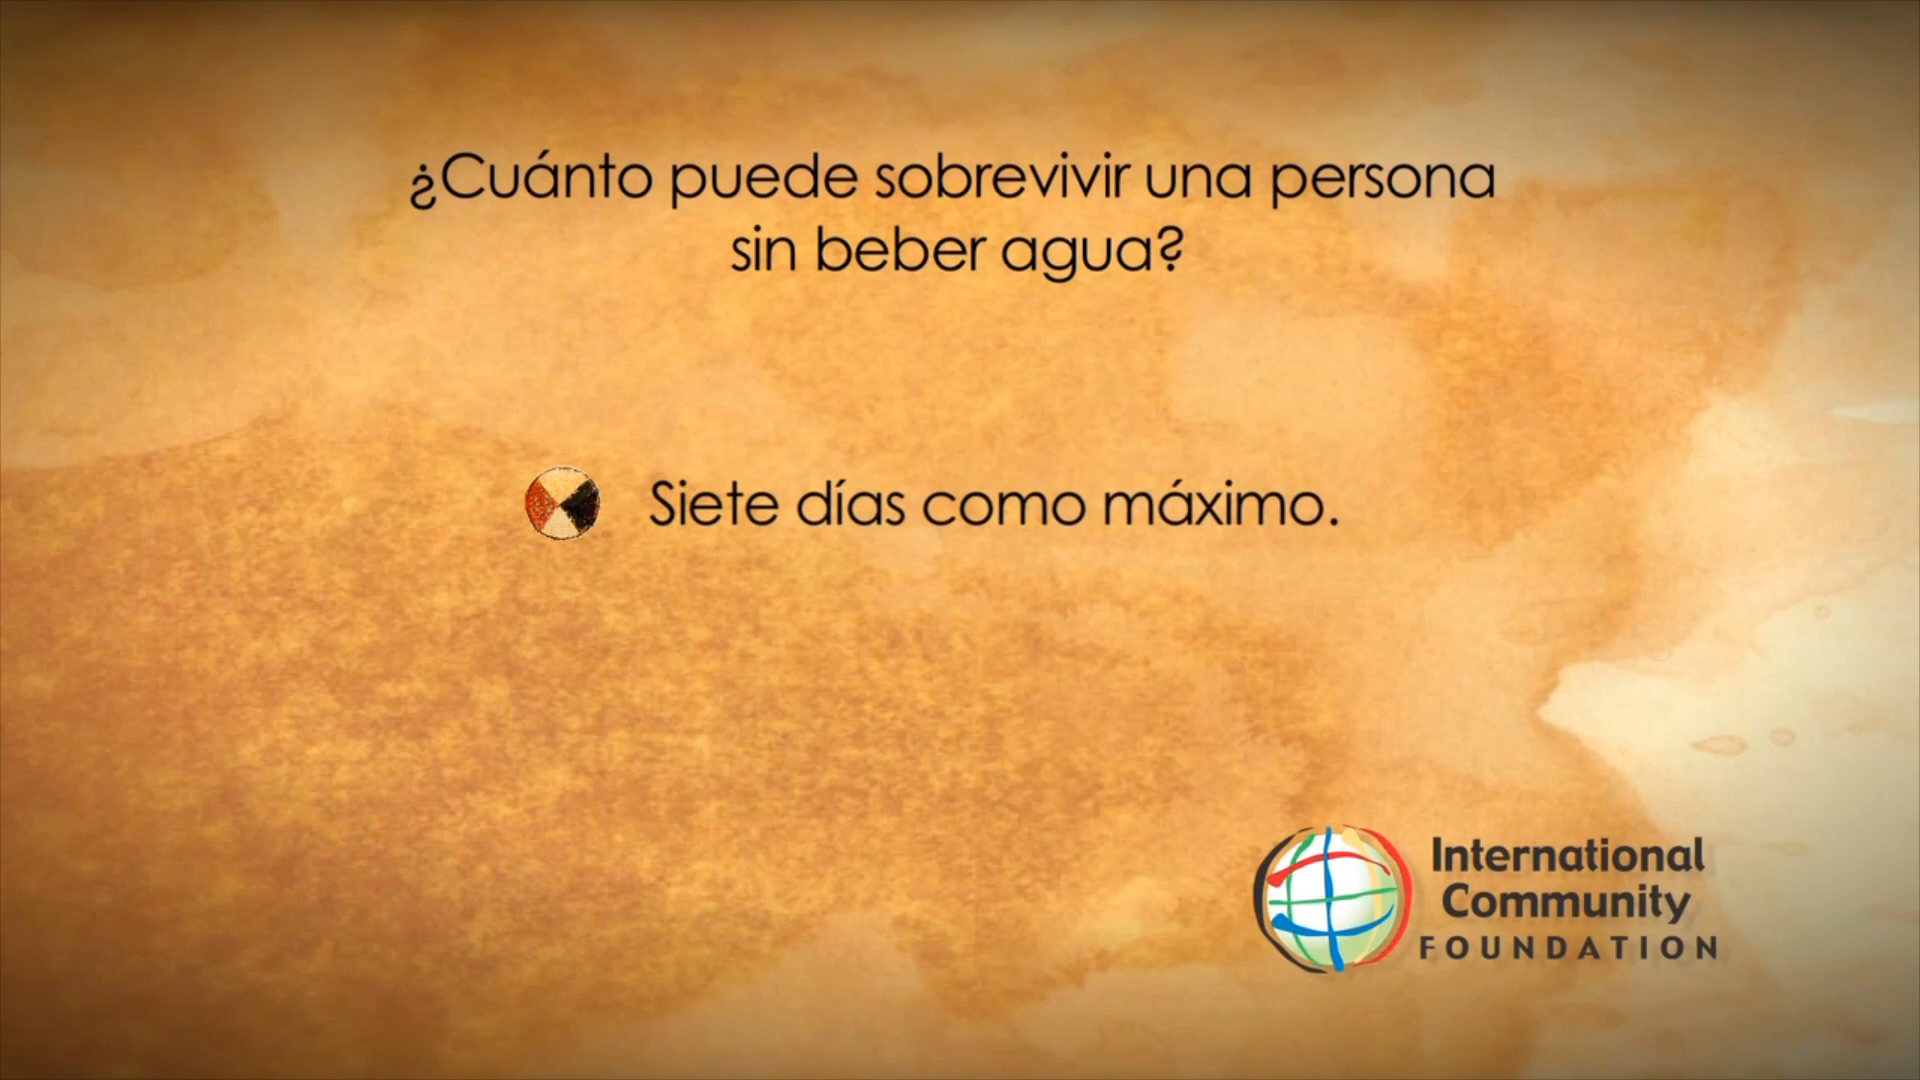 ¿Cuánto puede sobrevivir una persona
sin beber agua?
Siete días como máximo.
International
Community
FOUNDATION